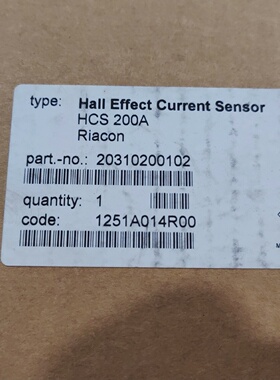 type: Hall Effect Current Sensor
HCS 200A
Riacon
part.-no.: 20310200102
quantity: 1
code: 1251A014R00